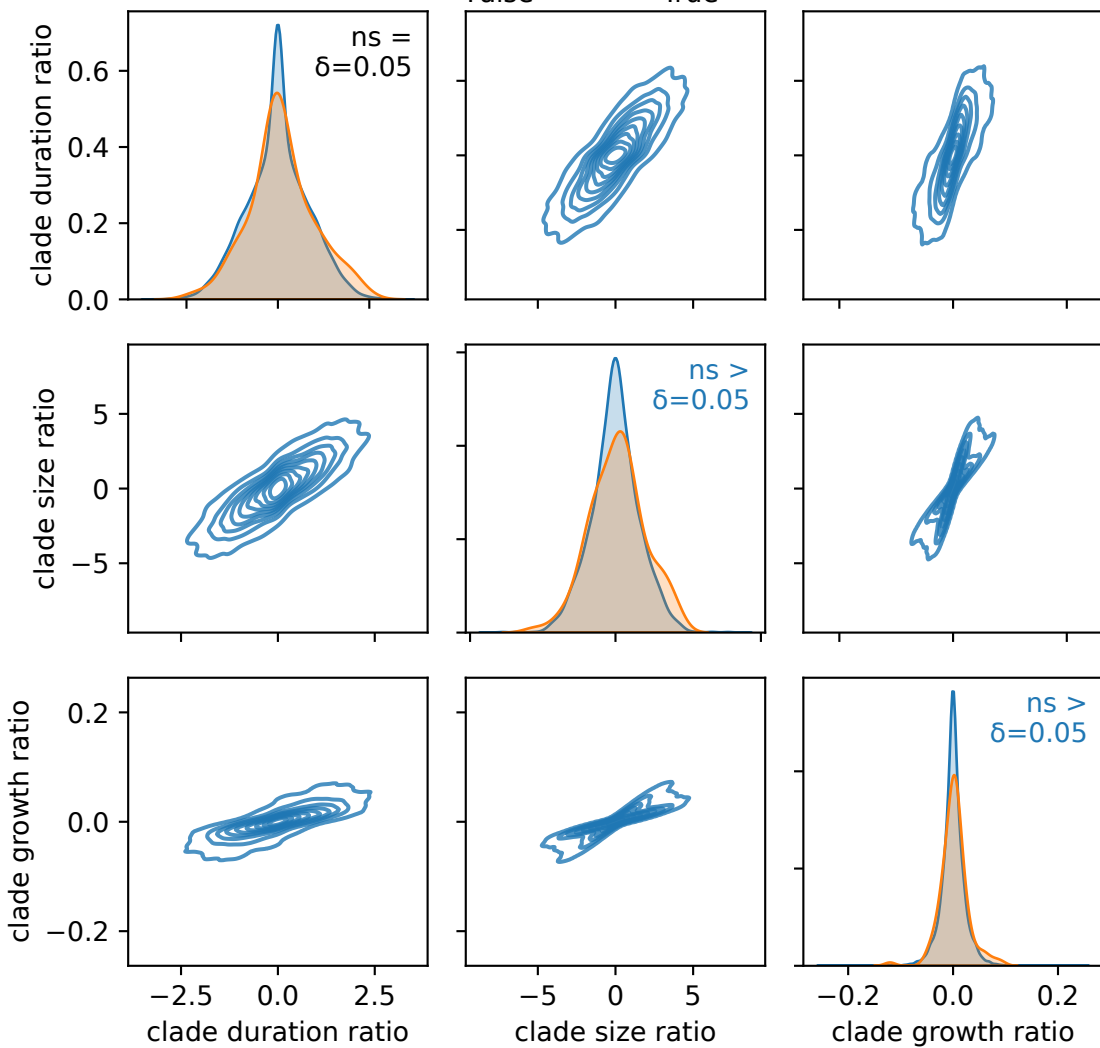 clade duration ratio
0.6
0.4
0.2
0.0
ns =
δ=0.05
clade size ratio
5
0
−5
ns >
δ=0.05
clade growth ratio
0.2
0.0
−0.2
ns >
δ=0.05
−2.5 0.0 2.5
−5 0 5
−0.2 0.0 0.2
clade duration ratio
clade size ratio
clade growth ratio